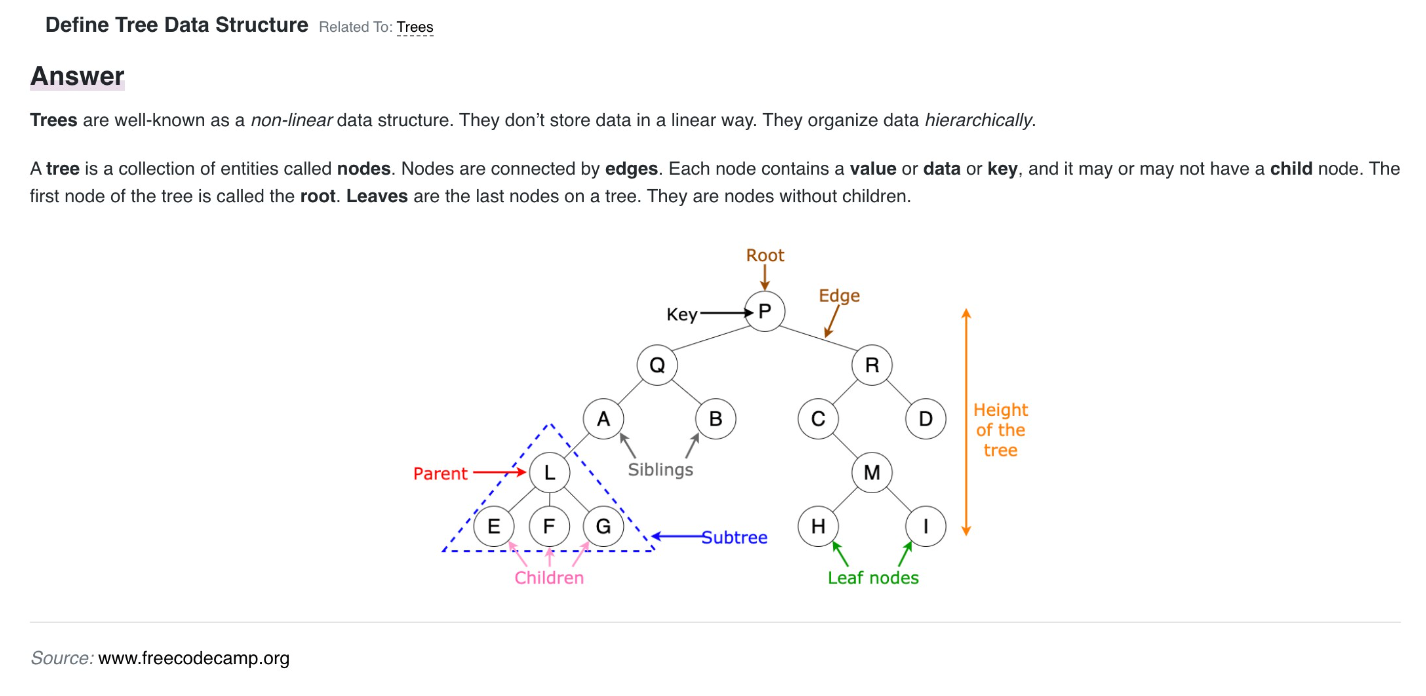 Define Tree Data Structure Related To: Trees
Answer
Trees are well-known as a non-linear data structure. They don’t store data in a linear way. They organize data hierarchically.
A tree is a collection of entities called nodes. Nodes are connected by edges. Each node contains a value or data or key, and it may or may not have a child node. The
first node of the tree is called the root. Leaves are the last nodes on a tree. They are nodes without children.
Root
Edge
Key P
Q R
A B C D
Height
of the
tree
Siblings
Parent L M
E F G H I
Subtree
Children Leaf nodes
Source: www.freecodecamp.org